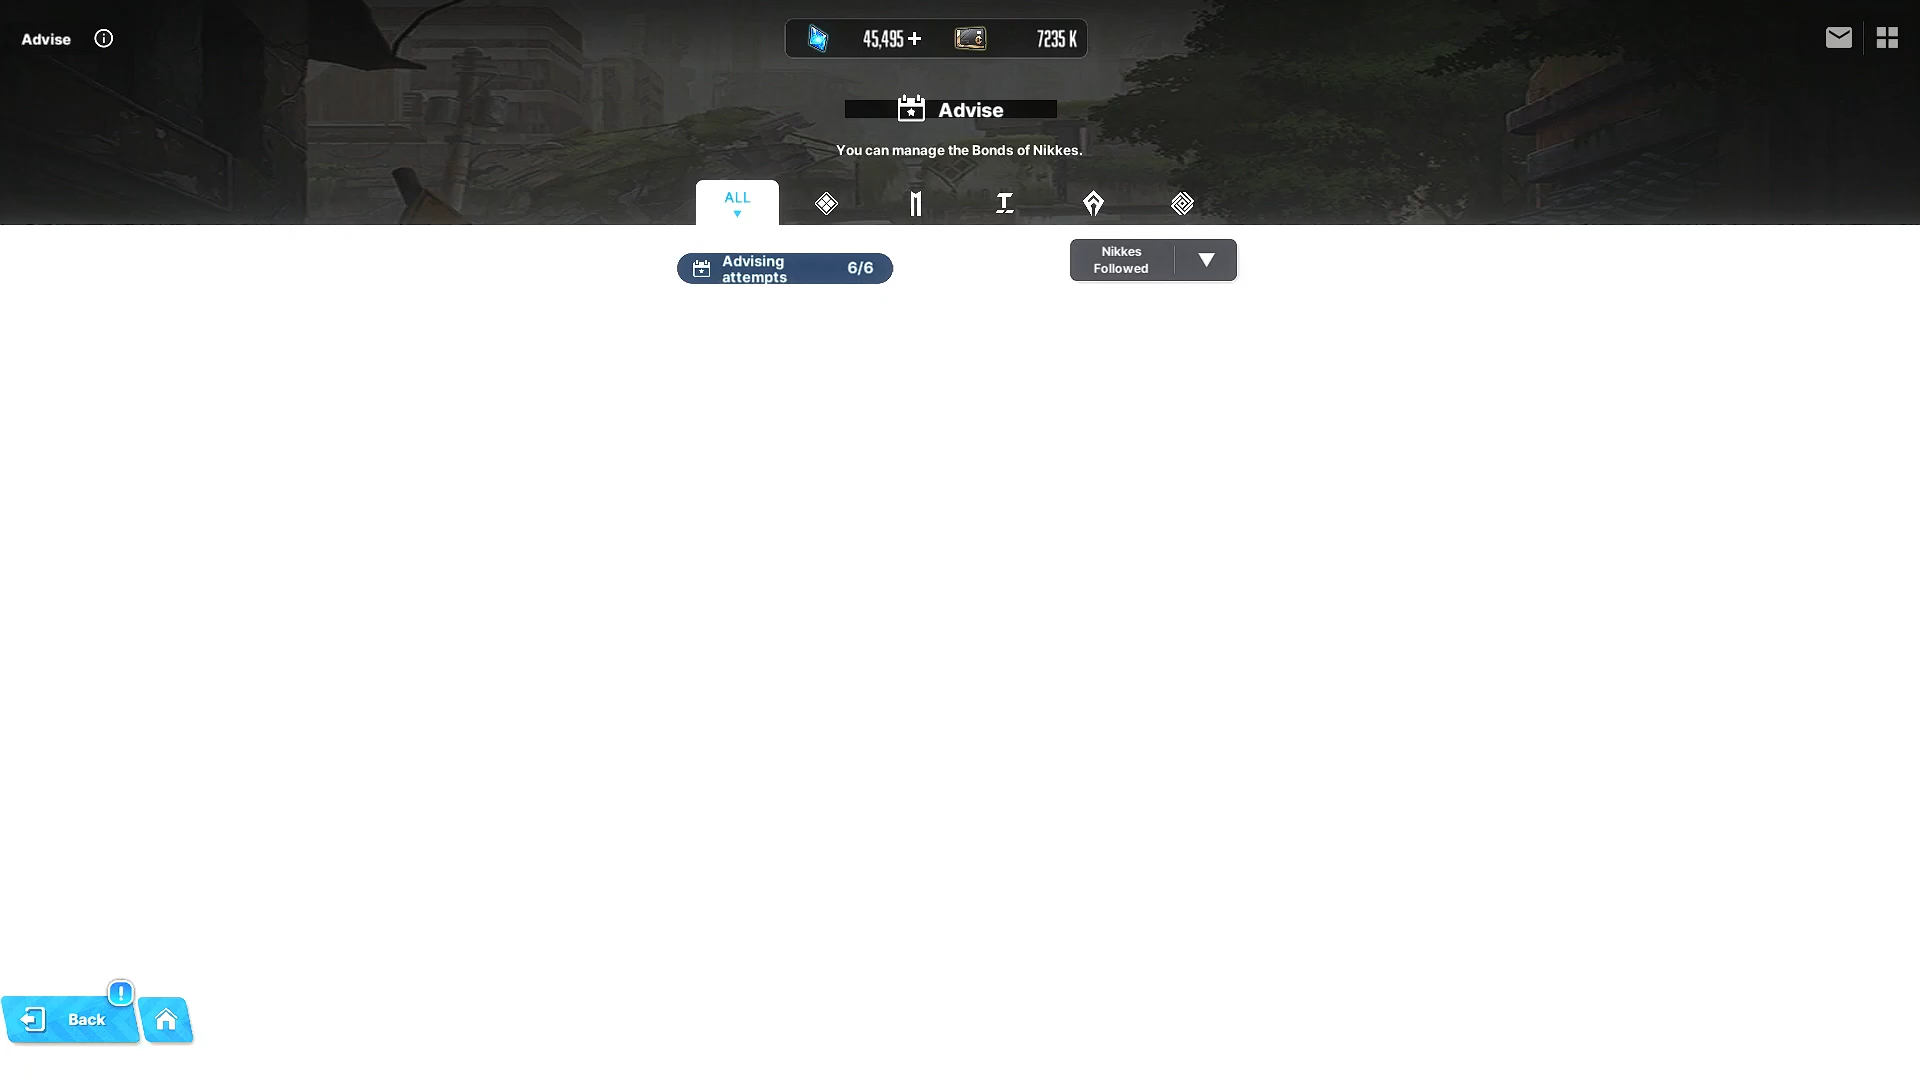 Advise
45,495
7235 K
Advise
You can manage the Bonds of Nikkes.
ALL
Advising
attempts
6/6
Nikkes
Followed
Back